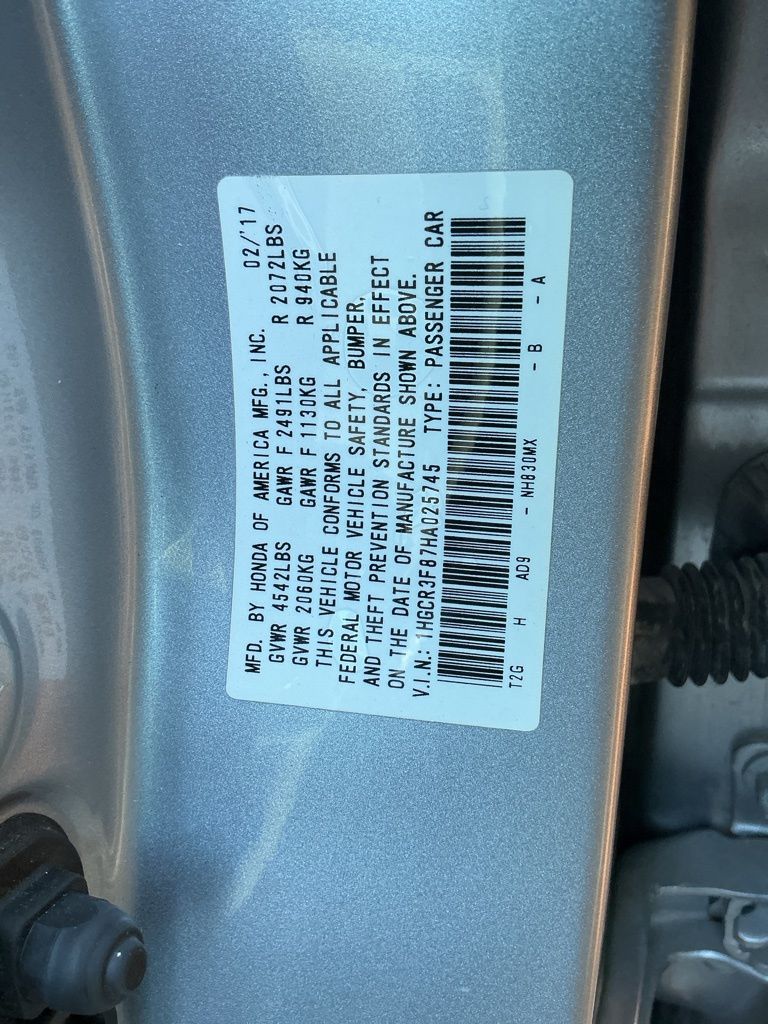 MFD. BY HONDA OF AMERICA MFG., INC. 02/'17
GVWR 4542LBS GAWR F 2491LBS R 2072LBS
GVWR 2060KG GAWR F 1130KG R 940KG
THIS VEHICLE CONFORMS TO ALL APPLICABLE
FEDERAL MOTOR VEHICLE SAFETY, BUMPER,
AND THEFT PREVENTION STANDARDS IN EFFECT
ON THE DATE OF MANUFACTURE SHOWN ABOVE.
V.I.N.: 1HGCR3F87HA025745 TYPE: PASSENGER CAR
T2G H AD9 - NH830MX - B - A